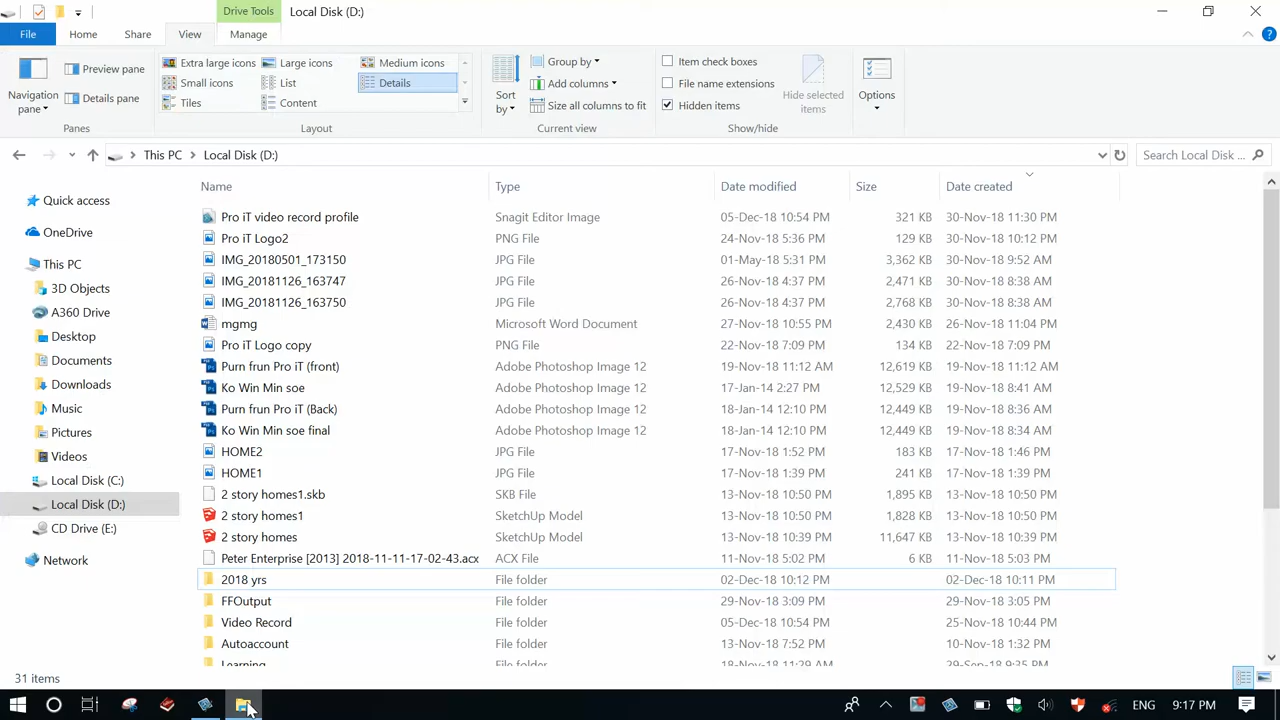 Drive Tools Local Disk (D:)
File Home Share View Manage
Navigation pane
Preview pane
Details pane
Panes
Extra large icons Large icons Medium icons
Small icons List Details
Tiles Content
Layout
Sort by
Group by
Add columns
Size all columns to fit
Current view
Item check boxes
File name extensions
Hidden items
Hide selected items
Show/hide
Options
This PC Local Disk (D:) Search Local Disk ...
Quick access
OneDrive
This PC
3D Objects
A360 Drive
Desktop
Documents
Downloads
Music
Pictures
Videos
Local Disk (C:)
Local Disk (D:)
CD Drive (E:)
Network
Name Type Date modified Size Date created
Pro iT video record profile Snagit Editor Image 05-Dec-18 10:54 PM 321 KB 30-Nov-18 11:30 PM
Pro iT Logo2 PNG File 24-Nov-18 5:36 PM 129 KB 30-Nov-18 10:12 PM
IMG_20180501_173150 JPG File 01-May-18 5:31 PM 3,362 KB 30-Nov-18 9:52 AM
IMG_20181126_163747 JPG File 26-Nov-18 4:37 PM 2,471 KB 30-Nov-18 8:38 AM
IMG_20181126_163750 JPG File 26-Nov-18 4:37 PM 2,768 KB 30-Nov-18 8:38 AM
mgmg Microsoft Word Document 27-Nov-18 10:55 PM 2,430 KB 26-Nov-18 11:04 PM
Pro iT Logo copy PNG File 22-Nov-18 7:09 PM 134 KB 22-Nov-18 7:09 PM
Purn frun Pro iT (front) Adobe Photoshop Image 12 19-Nov-18 11:12 AM 12,619 KB 19-Nov-18 11:12 AM
Ko Win Min soe Adobe Photoshop Image 12 17-Jan-14 2:27 PM 12,529 KB 19-Nov-18 8:41 AM
Purn frun Pro iT (Back) Adobe Photoshop Image 12 18-Jan-14 12:10 PM 12,449 KB 19-Nov-18 8:36 AM
Ko Win Min soe final Adobe Photoshop Image 12 18-Jan-14 12:10 PM 12,449 KB 19-Nov-18 8:34 AM
HOME2 JPG File 17-Nov-18 1:52 PM 183 KB 17-Nov-18 1:46 PM
HOME1 JPG File 17-Nov-18 1:39 PM 241 KB 17-Nov-18 1:39 PM
2 story homes1.skb SKB File 13-Nov-18 10:50 PM 1,895 KB 13-Nov-18 10:50 PM
2 story homes1 SketchUp Model 13-Nov-18 10:50 PM 1,828 KB 13-Nov-18 10:50 PM
2 story homes SketchUp Model 13-Nov-18 10:39 PM 11,647 KB 13-Nov-18 10:39 PM
Peter Enterprise [2013] 2018-11-11-17-02-43.acx ACX File 11-Nov-18 5:02 PM 6 KB 11-Nov-18 5:03 PM
2018 yrs File folder 02-Dec-18 10:12 PM 02-Dec-18 10:11 PM
FFOutput File folder 29-Nov-18 3:09 PM 29-Nov-18 3:05 PM
Video Record File folder 05-Dec-18 10:54 PM 25-Nov-18 10:44 PM
Autoaccount File folder 13-Nov-18 7:52 PM 10-Nov-18 1:32 PM
Learning File folder 18-Nov-18 11:29 AM 29-Sep-18 9:35 PM
31 items
ENG 9:17 PM